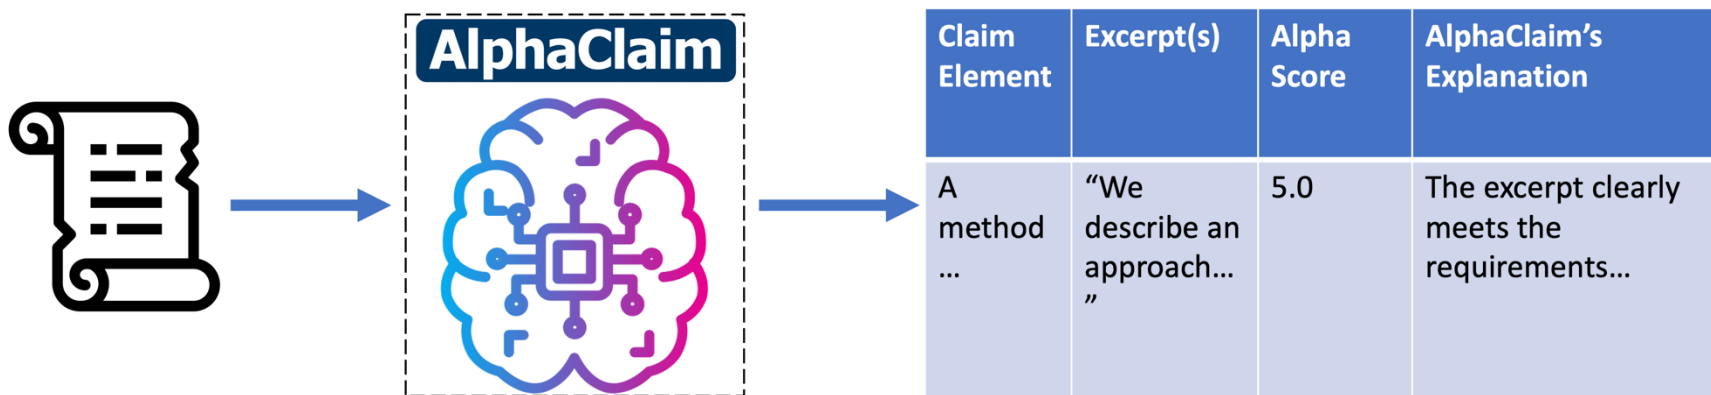 AlphaClaim
Claim
Element
Excerpt(s)
Alpha
Score
AlphaClaim’s
Explanation
A
method
…
“We
describe an
approach…
”
5.0
The excerpt clearly
meets the
requirements…